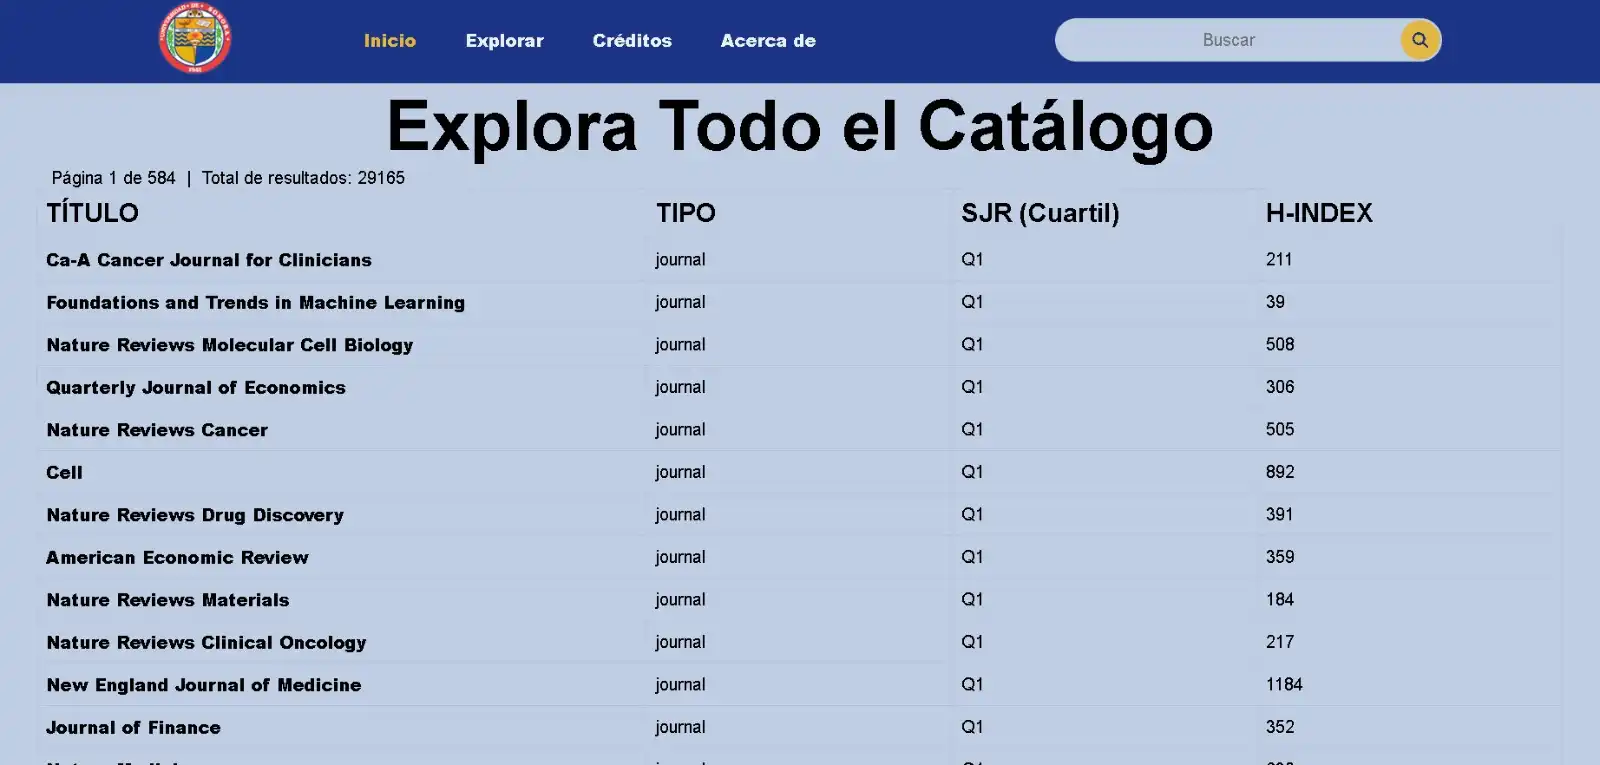 Inicio Explorar Créditos Acerca de Buscar
Explora Todo el Catálogo
Página 1 de 584 | Total de resultados: 29165
TÍTULO TIPO SJR (Cuartil) H-INDEX
Ca-A Cancer Journal for Clinicians journal Q1 211
Foundations and Trends in Machine Learning journal Q1 39
Nature Reviews Molecular Cell Biology journal Q1 508
Quarterly Journal of Economics journal Q1 306
Nature Reviews Cancer journal Q1 505
Cell journal Q1 892
Nature Reviews Drug Discovery journal Q1 391
American Economic Review journal Q1 359
Nature Reviews Materials journal Q1 184
Nature Reviews Clinical Oncology journal Q1 217
New England Journal of Medicine journal Q1 1184
Journal of Finance journal Q1 352